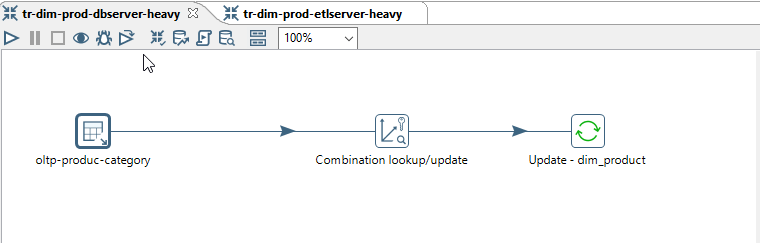 tr-dim-prod-dbserver-heavy tr-dim-prod-etlserver-heavy
100%
oltp-produc-category Combination lookup/update Update - dim_product